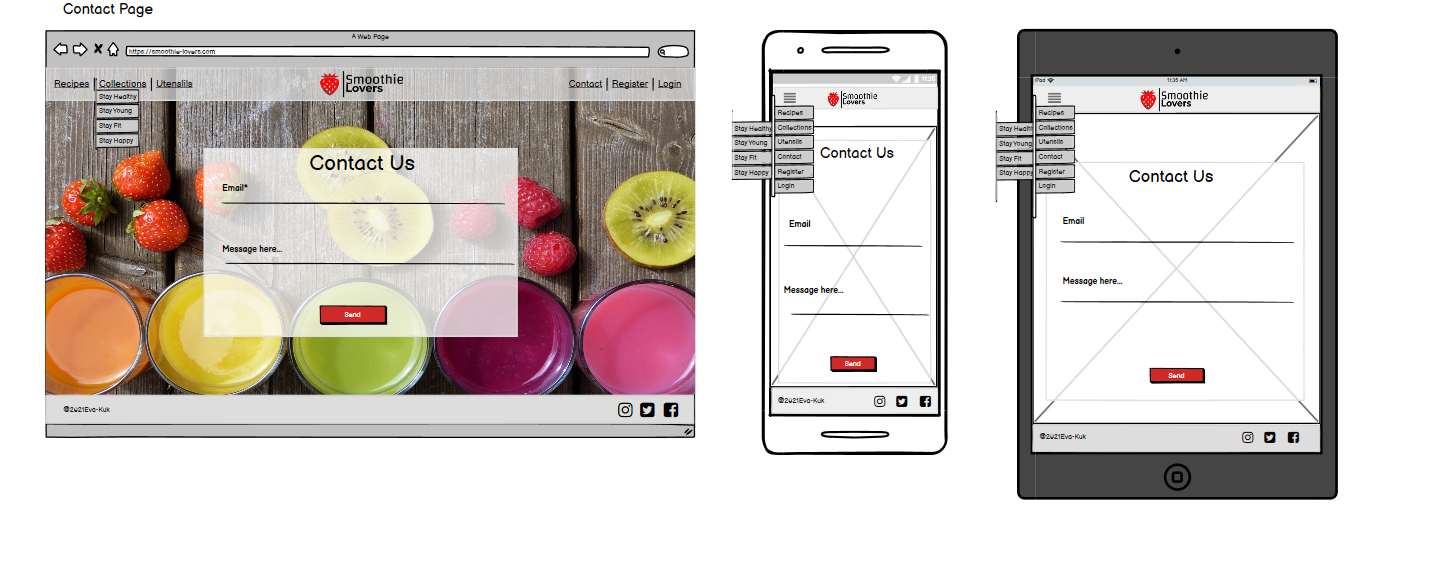 Contact Page
A Web Page
https://smoothie-lovers.com
Recipes Collections Utenslils
Smoothie
Lovers
Contact Register Login
Stay Healthy
Stay Young
Stay Fit
Stay Happy
Contact Us
Email*
Message here...
Send
@2021Eva-Kuk
11:35
Smoothie
Lovers
Recipes
Collections
Utensils
Contact
Register
Login
Stay Healthy
Stay Young
Stay Fit
Stay Happy
Contact Us
Email
Message here...
Send
@2021Eva-Kuk
iPad
11:35 AM
Smoothie
Lovers
Recipes
Collections
Utensils
Contact
Register
Login
Stay Health
Stay Young
Stay Fit
Stay Happy
Contact Us
Email
Message here...
Send
@2021Eva-Kuk